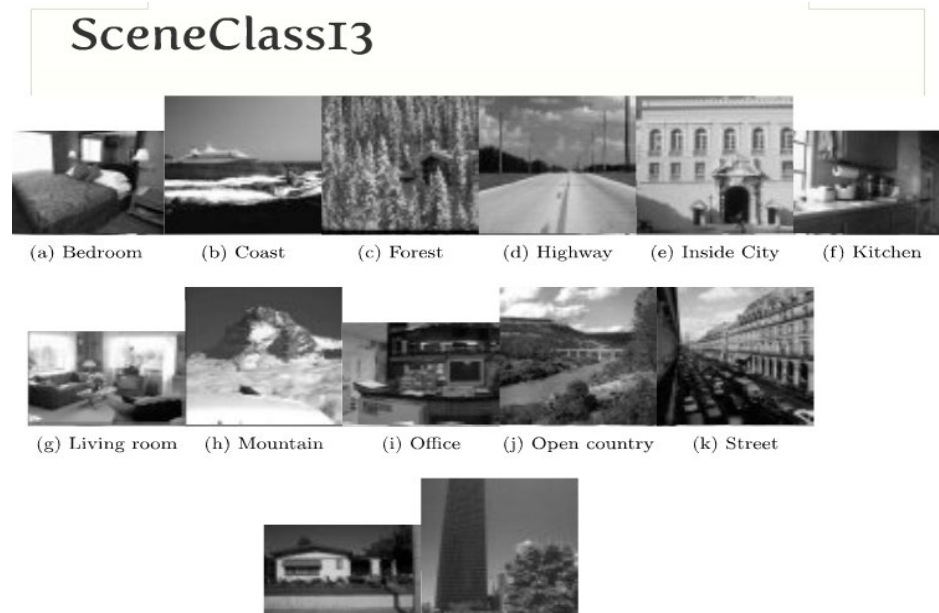 SceneClass13
(a) Bedroom (b) Coast (c) Forest (d) Highway (e) Inside City (f) Kitchen
(g) Living room (h) Mountain (i) Office (j) Open country (k) Street